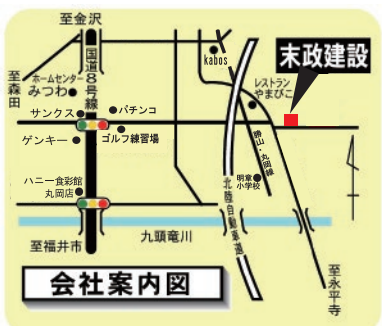 至金沢
国道8号線
至森田
ホームセンター
みつわ
サンクス
パチンコ
ゲンキー
ゴルフ練習場
ハニー食彩館
丸岡店
至福井市
九頭竜川
kabos
レストラン
やまびこ
末政建設
勝山・丸岡線
明章
小学校
北陸自動車道
至永平寺
会社案内図